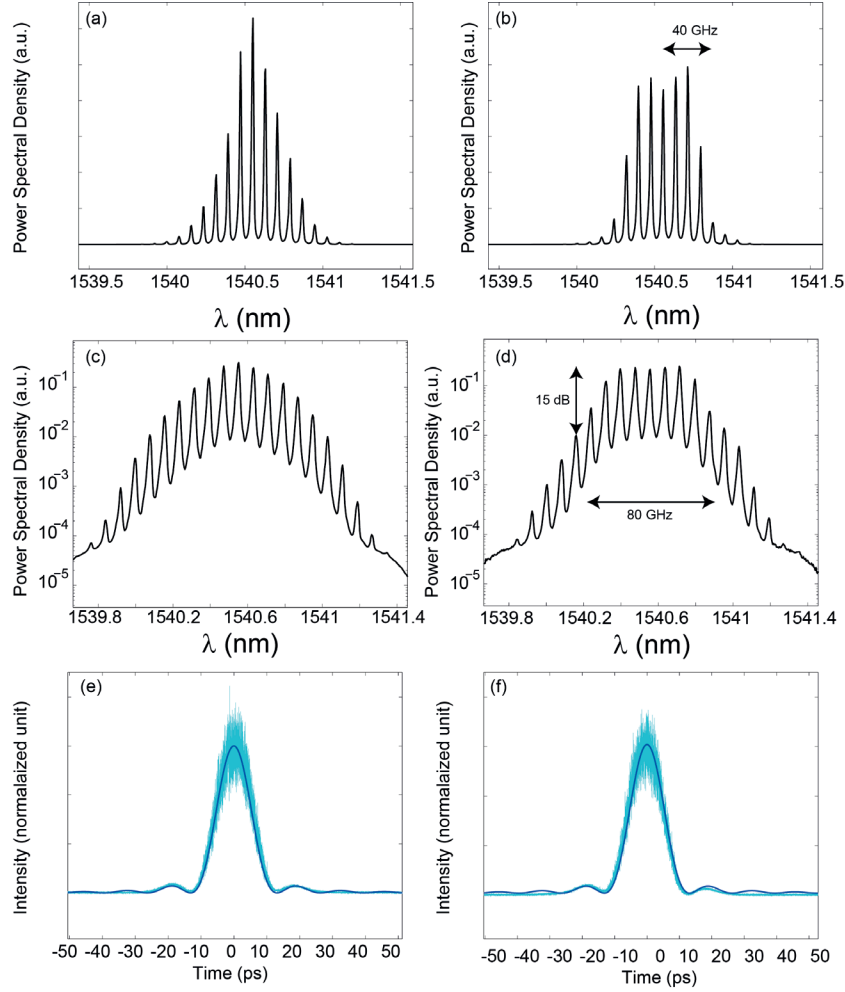 (a)
Power Spectral Density (a.u.)
1539.5 1540 1540.5 1541 1541.5
λ (nm)
(b)
40 GHz
Power Spectral Density (a.u.)
1539.5 1540 1540.5 1541 1541.5
λ (nm)
(c)
Power Spectral Density (a.u.)
10⁻¹
10⁻²
10⁻³
10⁻⁴
10⁻⁵
1539.8 1540.2 1540.6 1541 1541.4
λ (nm)
(d)
15 dB
80 GHz
Power Spectral Density (a.u.)
10⁻¹
10⁻²
10⁻³
10⁻⁴
10⁻⁵
1539.8 1540.2 1540.6 1541 1541.4
λ (nm)
(e)
Intensity (normalaized unit)
-50 -40 -30 -20 -10 0 10 20 30 40 50
Time (ps)
(f)
Intensity (normalaized unit)
-50 -40 -30 -20 -10 0 10 20 30 40 50
Time (ps)